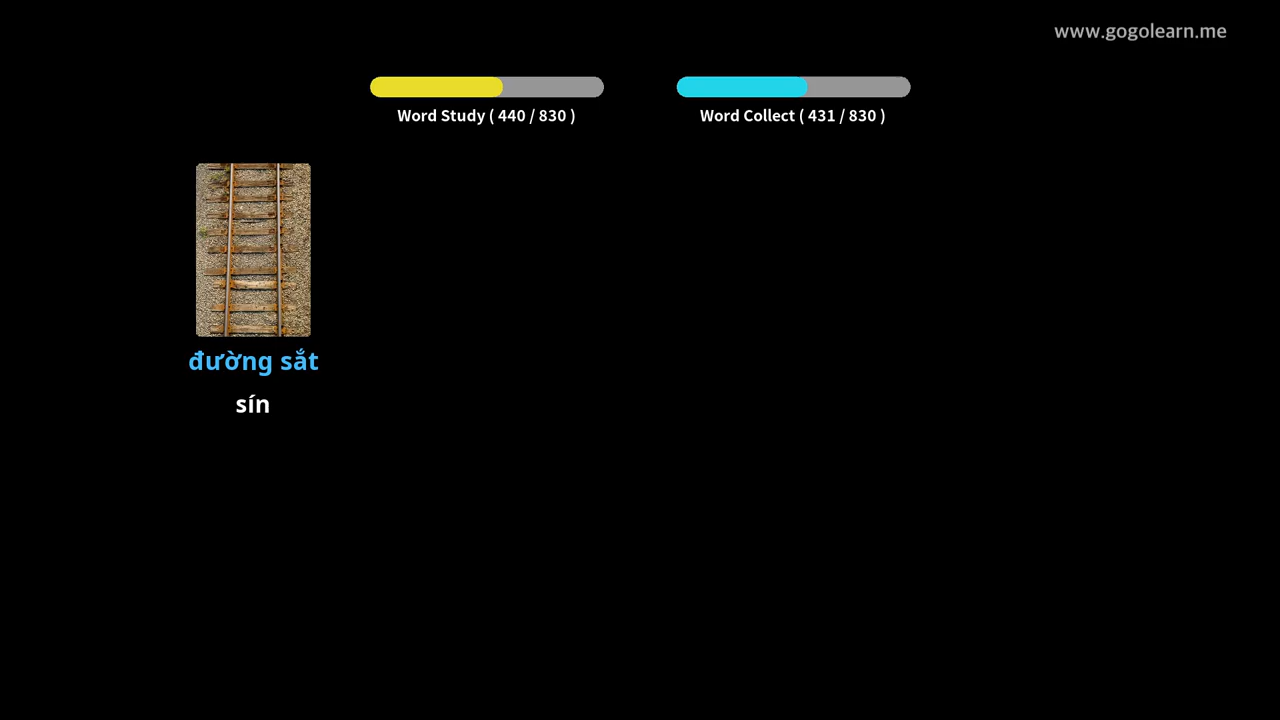 www.gogolearn.me
Word Study ( 440 / 830 )
Word Collect ( 431 / 830 )
đường sắt
sín